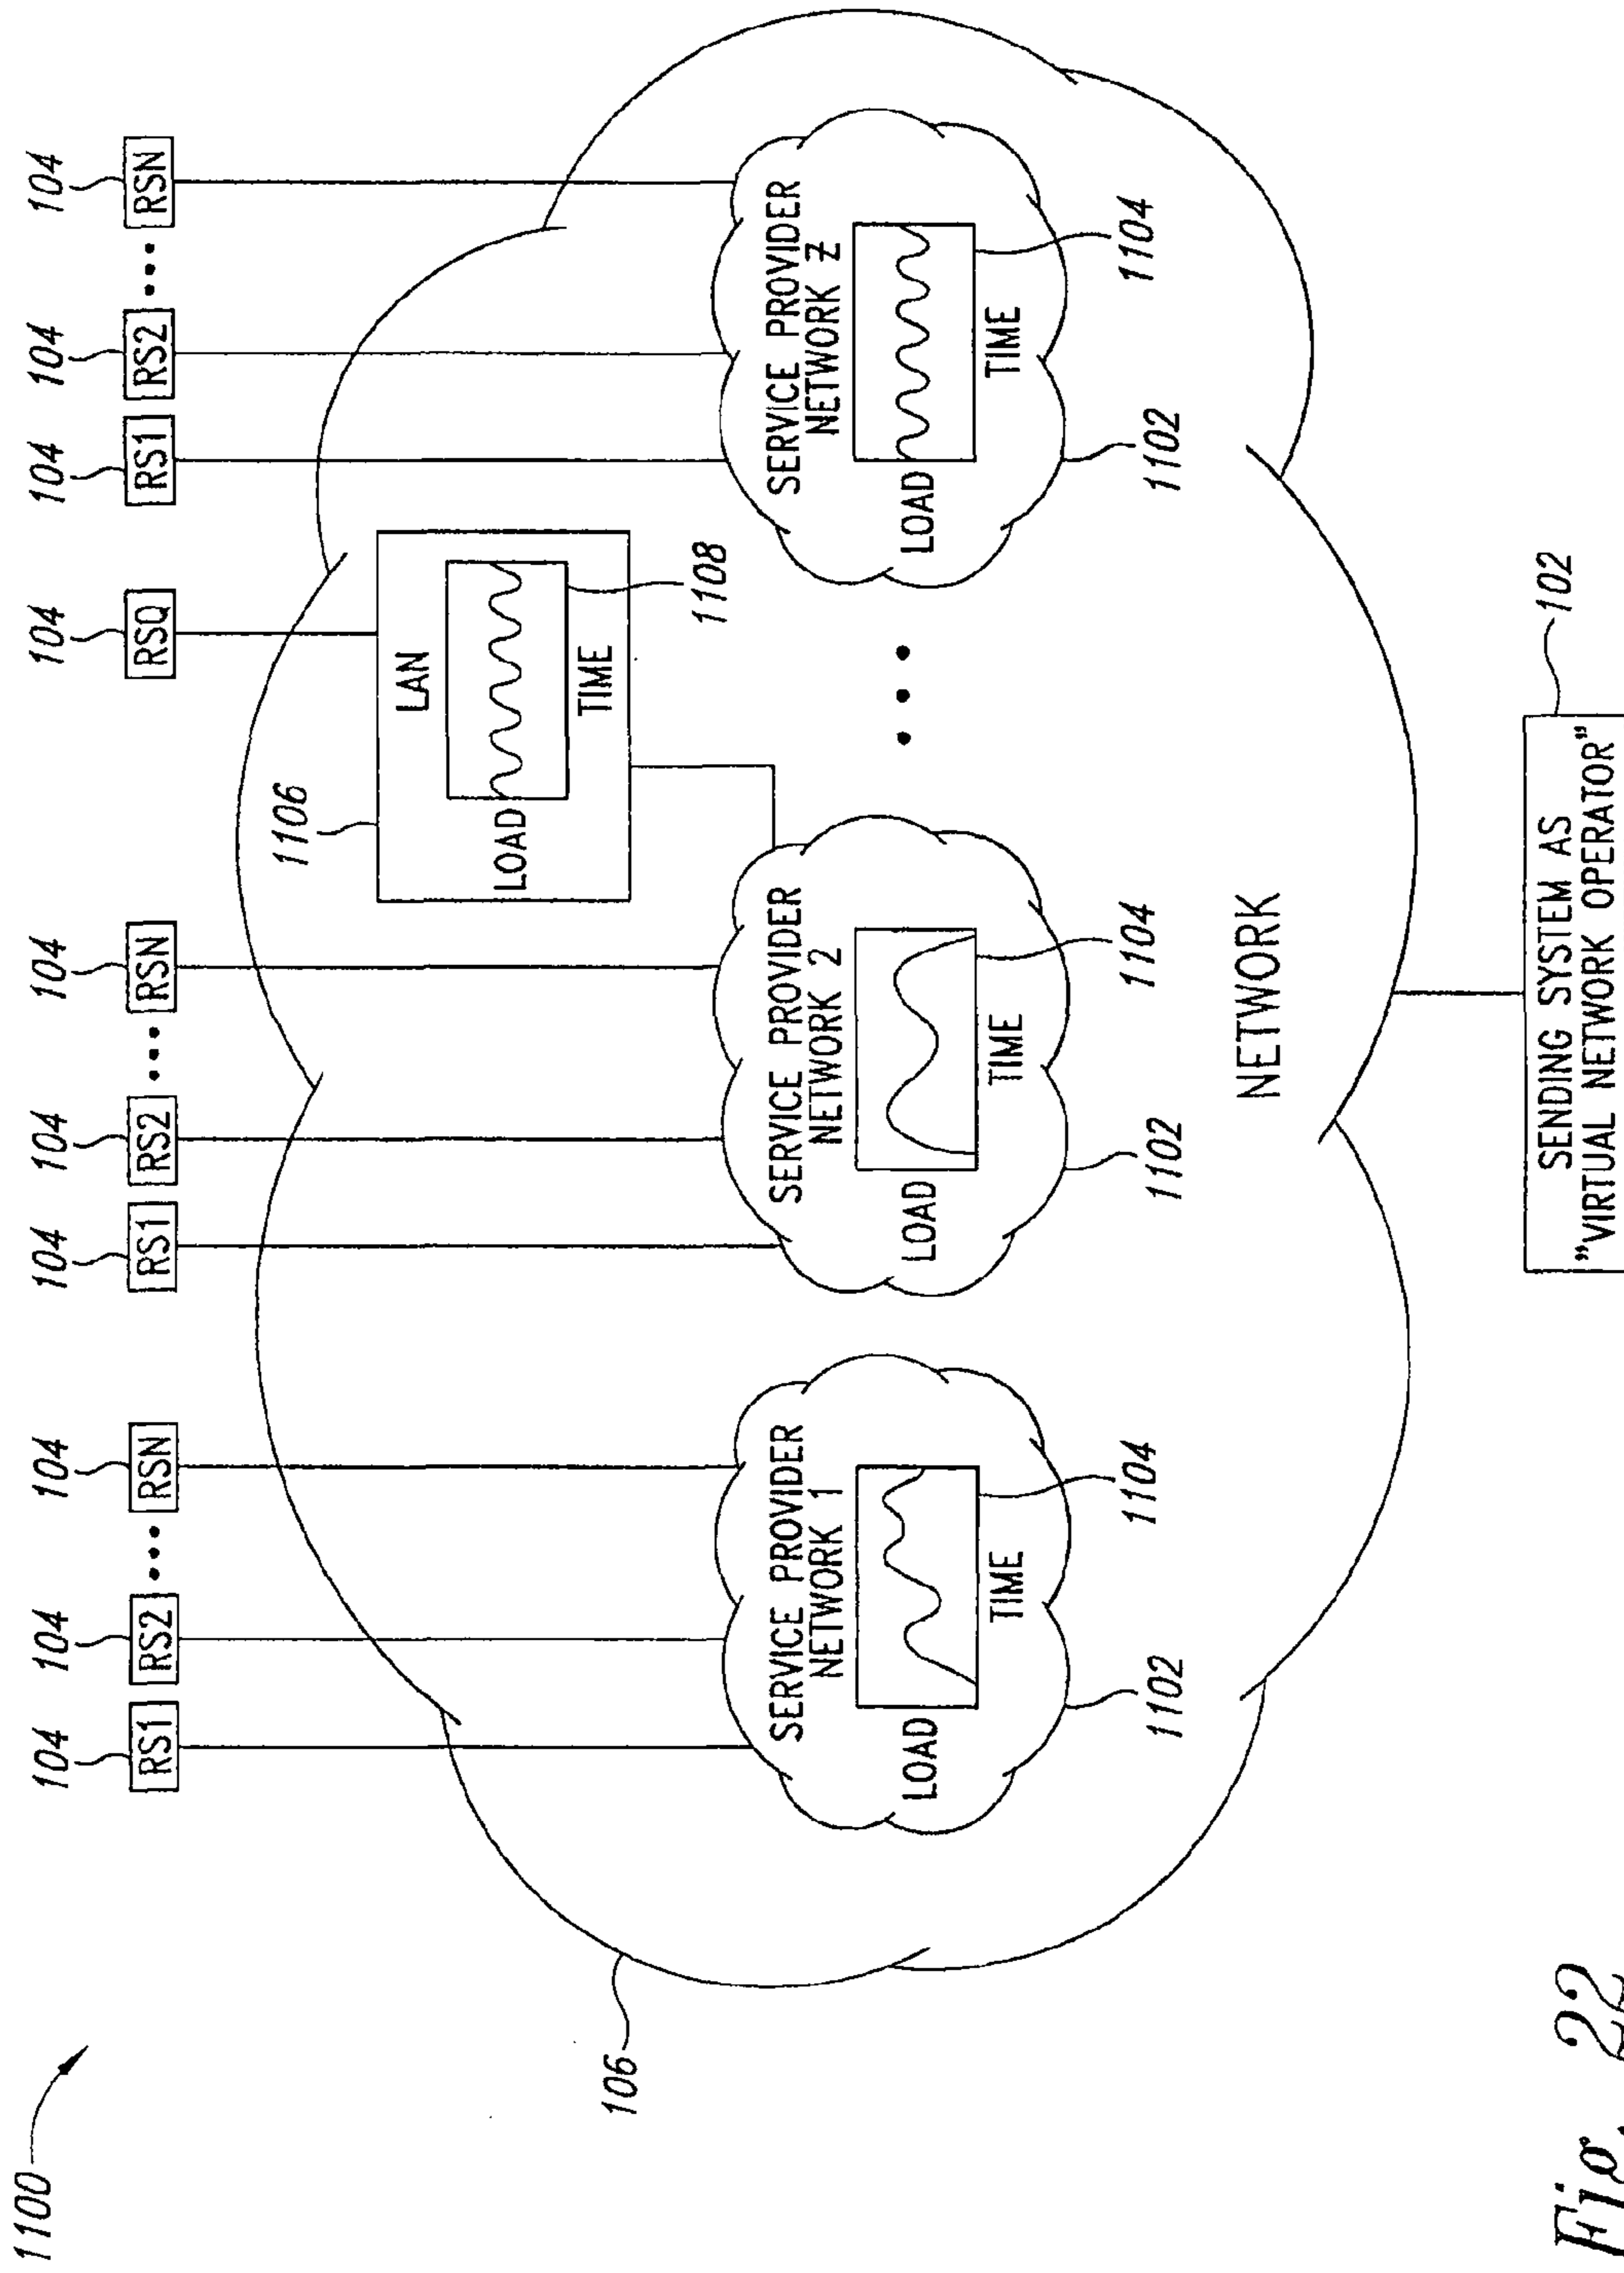 1100
104 104 104 104 104 104 104 104 104 104
RS1 RS2 ... RSN RS1 RS2 ... RSN RSQ RS1 RS2 ... RSN
106
1106
LAN
LOAD
TIME
1108
SERVICE PROVIDER
NETWORK 1
LOAD
TIME
1102
1104
SERVICE PROVIDER
NETWORK 2
LOAD
TIME
1102
1104
...
SERVICE PROVIDER
NETWORK Z
LOAD
TIME
1102
1104
NETWORK
102
SENDING SYSTEM AS
"VIRTUAL NETWORK OPERATOR"
Fig. 22